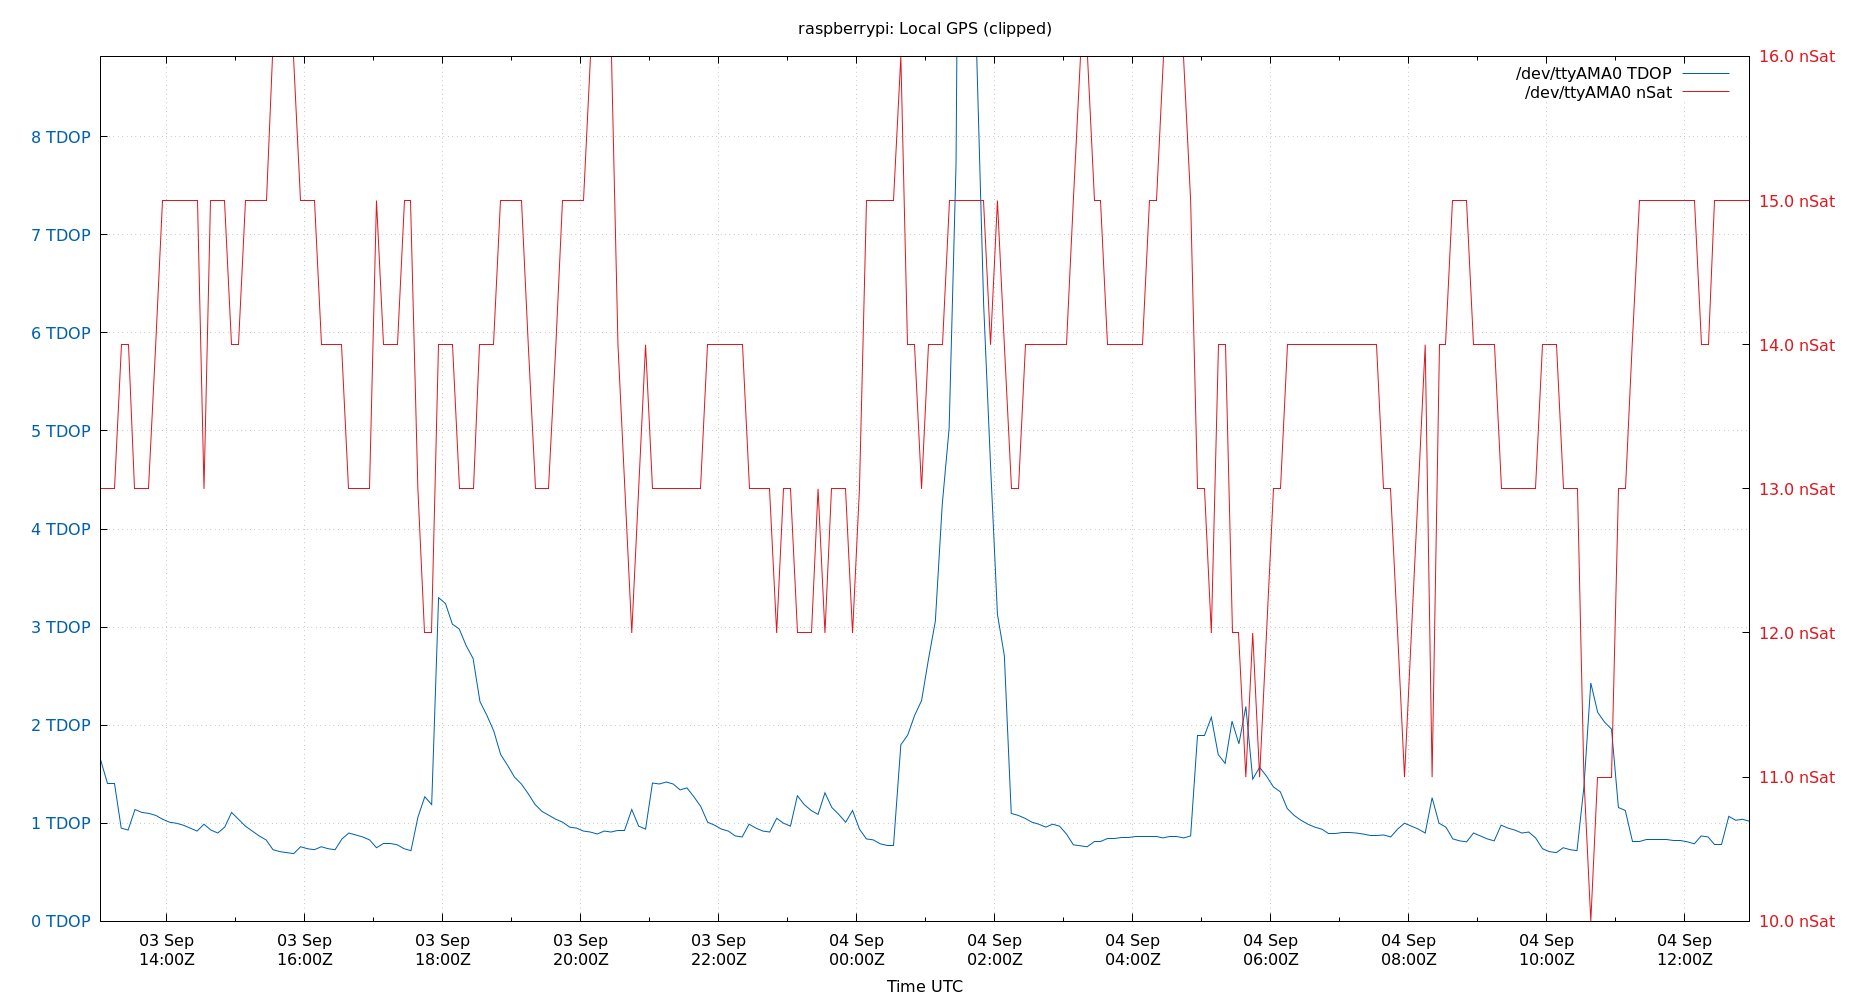 raspberrypi: Local GPS (clipped)
/dev/ttyAMA0 TDOP
/dev/ttyAMA0 nSat
8 TDOP
7 TDOP
6 TDOP
5 TDOP
4 TDOP
3 TDOP
2 TDOP
1 TDOP
0 TDOP
16.0 nSat
15.0 nSat
14.0 nSat
13.0 nSat
12.0 nSat
11.0 nSat
10.0 nSat
03 Sep
14:00Z
03 Sep
16:00Z
03 Sep
18:00Z
03 Sep
20:00Z
03 Sep
22:00Z
04 Sep
00:00Z
04 Sep
02:00Z
04 Sep
04:00Z
04 Sep
06:00Z
04 Sep
08:00Z
04 Sep
10:00Z
04 Sep
12:00Z
Time UTC